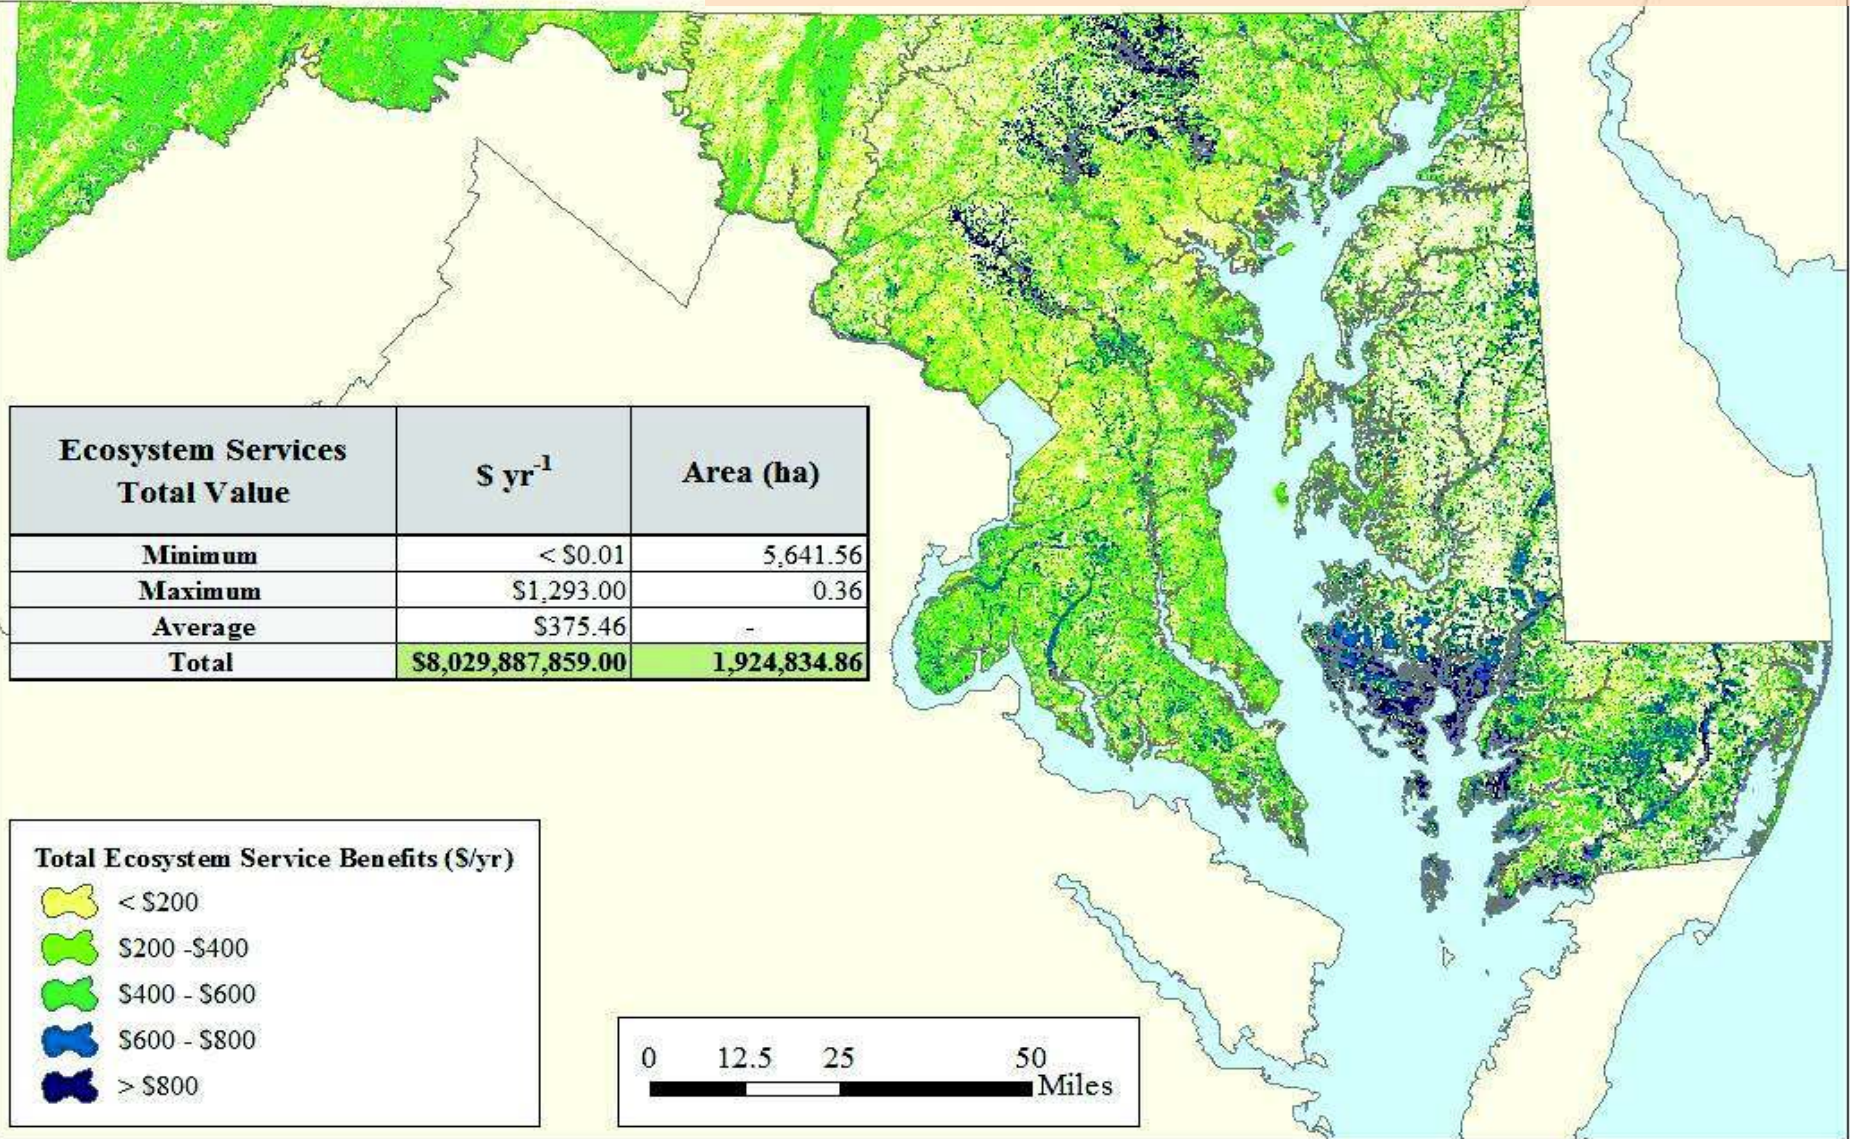 Ecosystem Services
Total Value
$ yr-1
Area (ha)
Minimum
< $0.01
5,641.56
Maximum
$1,293.00
0.36
Average
$375.46
-
Total
$8,029,887,859.00
1,924,834.86
Total Ecosystem Service Benefits ($/yr)
< $200
$200 -$400
$400 - $600
$600 - $800
> $800
0 12.5 25 50
Miles